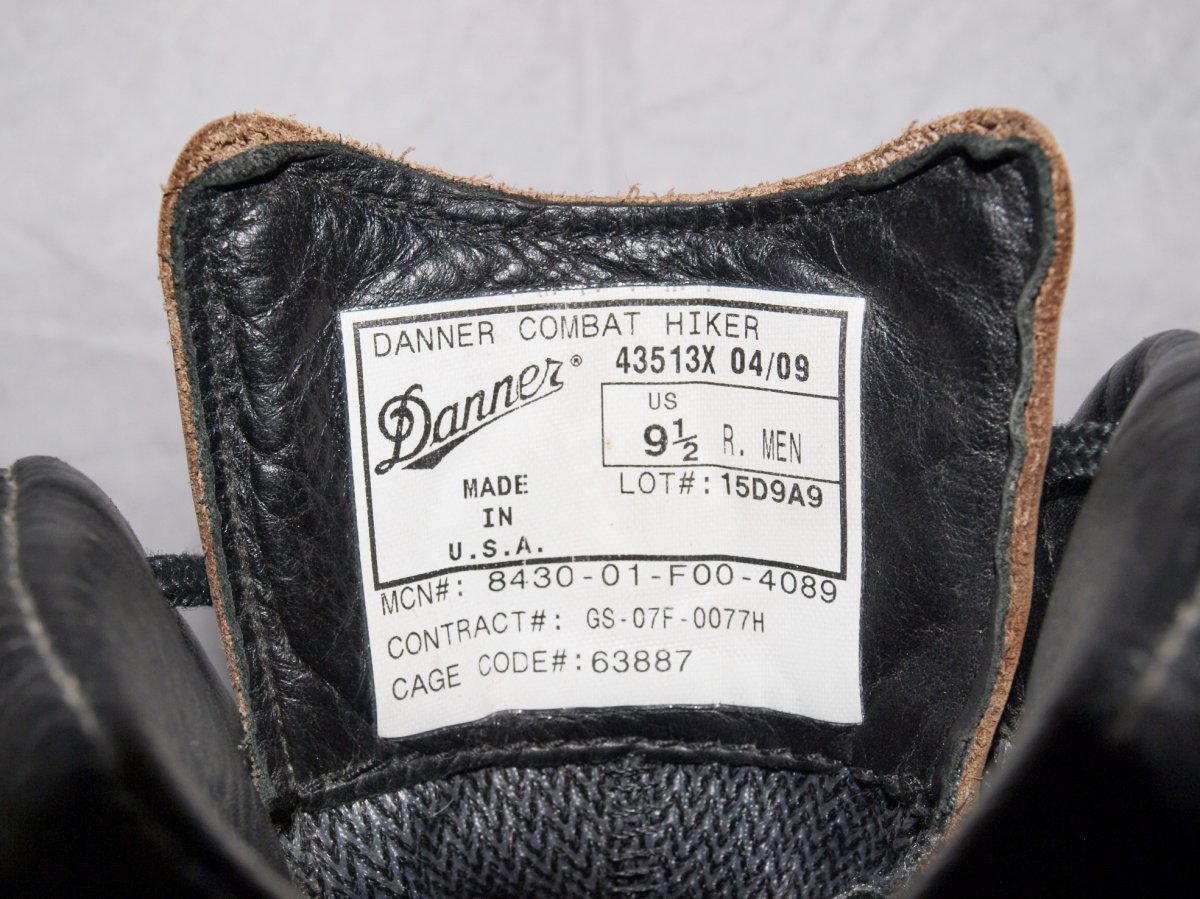 DANNER COMBAT HIKER
Danner®
43513X 04/09
US
9½ R. MEN
LOT#: 15D9A9
MADE
IN
U.S.A.
MCN#: 8430-01-F00-4089
CONTRACT#: GS-07F-0077H
CAGE CODE#: 63887